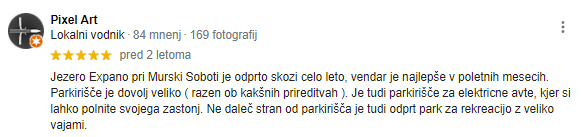 Pixel Art
Lokalni vodnik · 84 mnenj · 169 fotografij
pred 2 letoma
Jezero Expano pri Murski Soboti je odprto skozi celo leto, vendar je najlepše v poletnih mesecih.
Parkirišče je dovolj veliko ( razen ob kakšnih prireditvah ). Je tudi parkirišče za elektricne avte, kjer si
lahko polnite svojega zastonj. Ne daleč stran od parkirišča je tudi odprt park za rekreacijo z veliko
vajami.